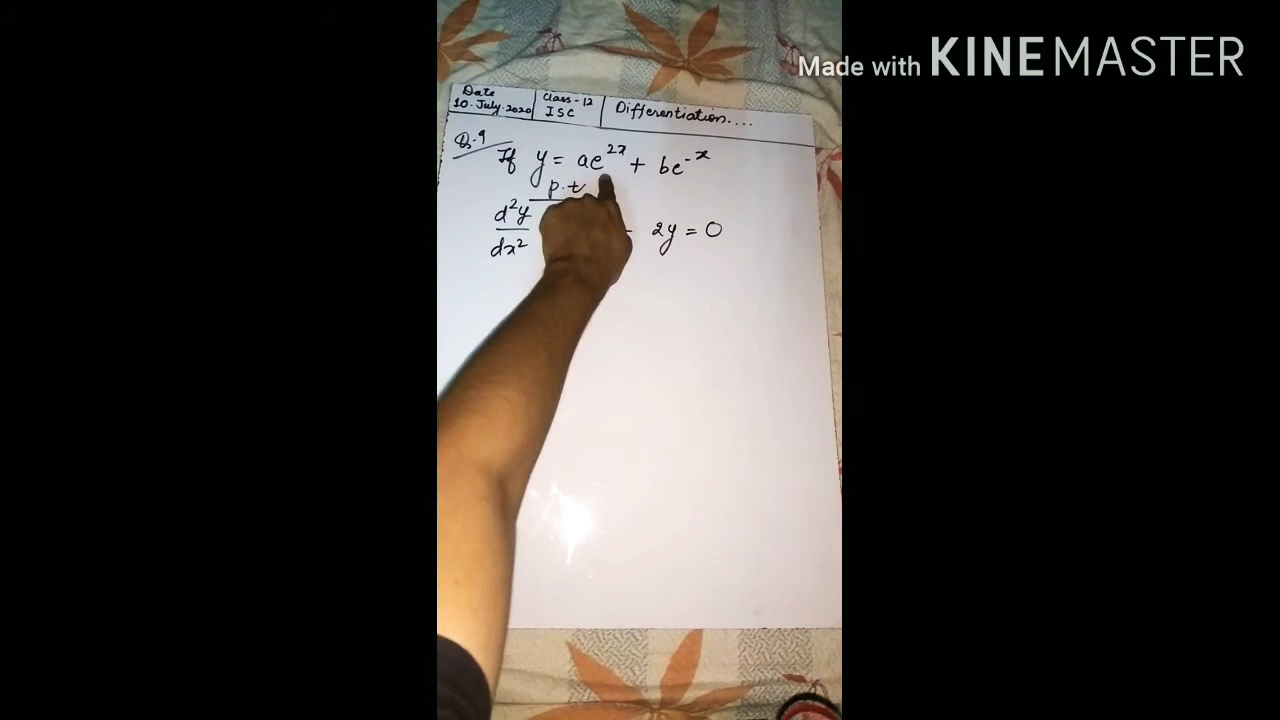 Made with KINEMASTER
Date
10.July.2020
Class-12
ISC
Differentiation....
Q.9
If y = ae^2x + be^-x
p.t
d²y
dx²
- 2y = 0